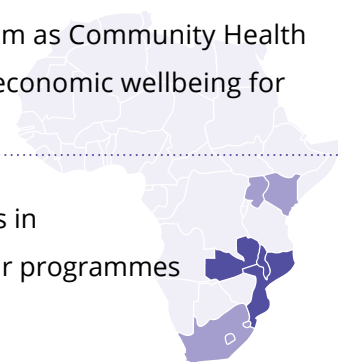 m as Community Health
economic wellbeing for
s in
r programmes